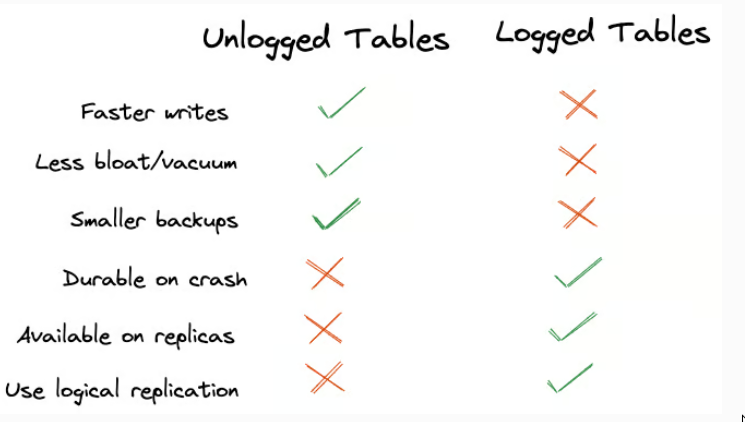 Unlogged Tables Logged Tables
Faster writes
Less bloat/vacuum
Smaller backups
Durable on crash
Available on replicas
Use logical replication